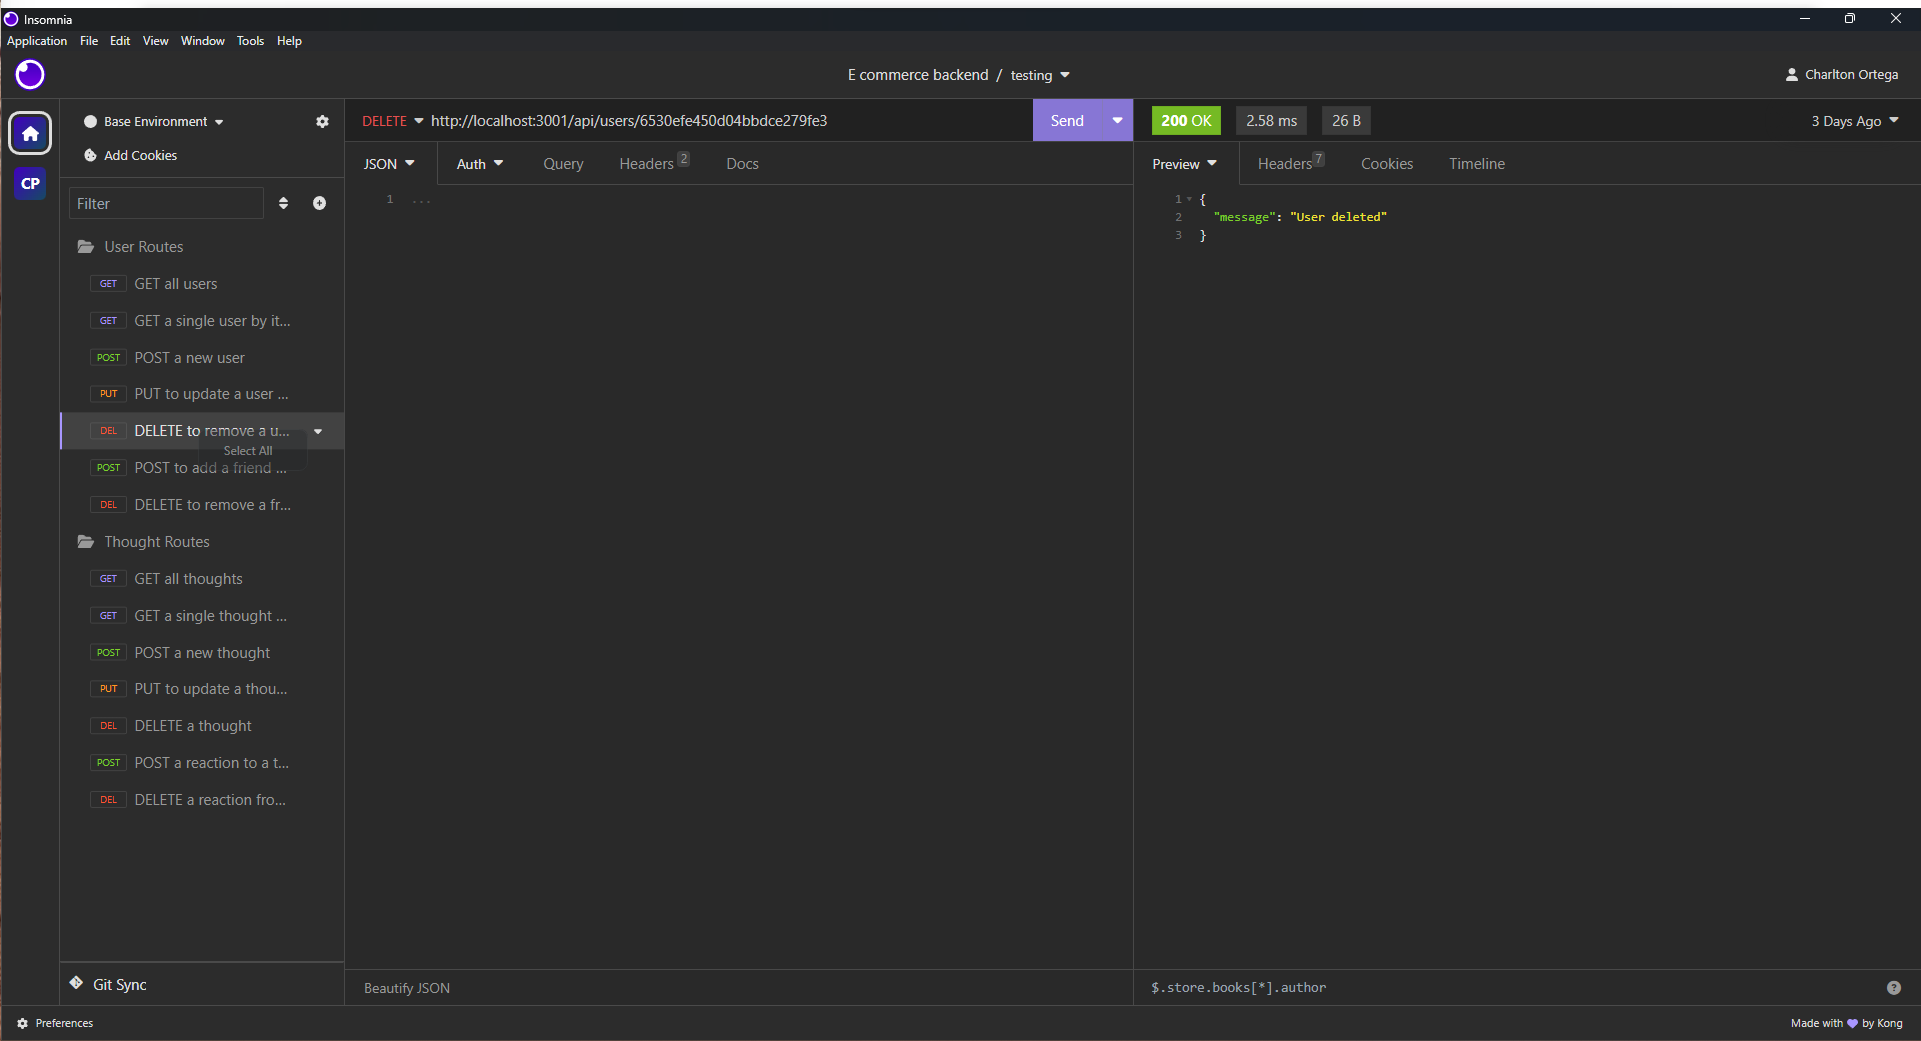 Insomnia
Application File Edit View Window Tools Help
E commerce backend / testing
Charlton Ortega
CP
Base Environment
Add Cookies
Filter
User Routes
GET GET all users
GET GET a single user by it...
POST POST a new user
PUT PUT to update a user ...
DEL DELETE to remove a u...
Select All
POST POST to add a friend ...
DEL DELETE to remove a fr...
Thought Routes
GET GET all thoughts
GET GET a single thought ...
POST POST a new thought
PUT PUT to update a thou...
DEL DELETE a thought
POST POST a reaction to a t...
DEL DELETE a reaction fro...
Git Sync
DELETE http://localhost:3001/api/users/6530efe450d04bbdce279fe3
Send
JSON Auth Query Headers 2 Docs
1 ...
Beautify JSON
200 OK 2.58 ms 26 B 3 Days Ago
Preview Headers 7 Cookies Timeline
1 {
2 "message": "User deleted"
3 }
$.store.books[*].author
?
Preferences
Made with 💜 by Kong